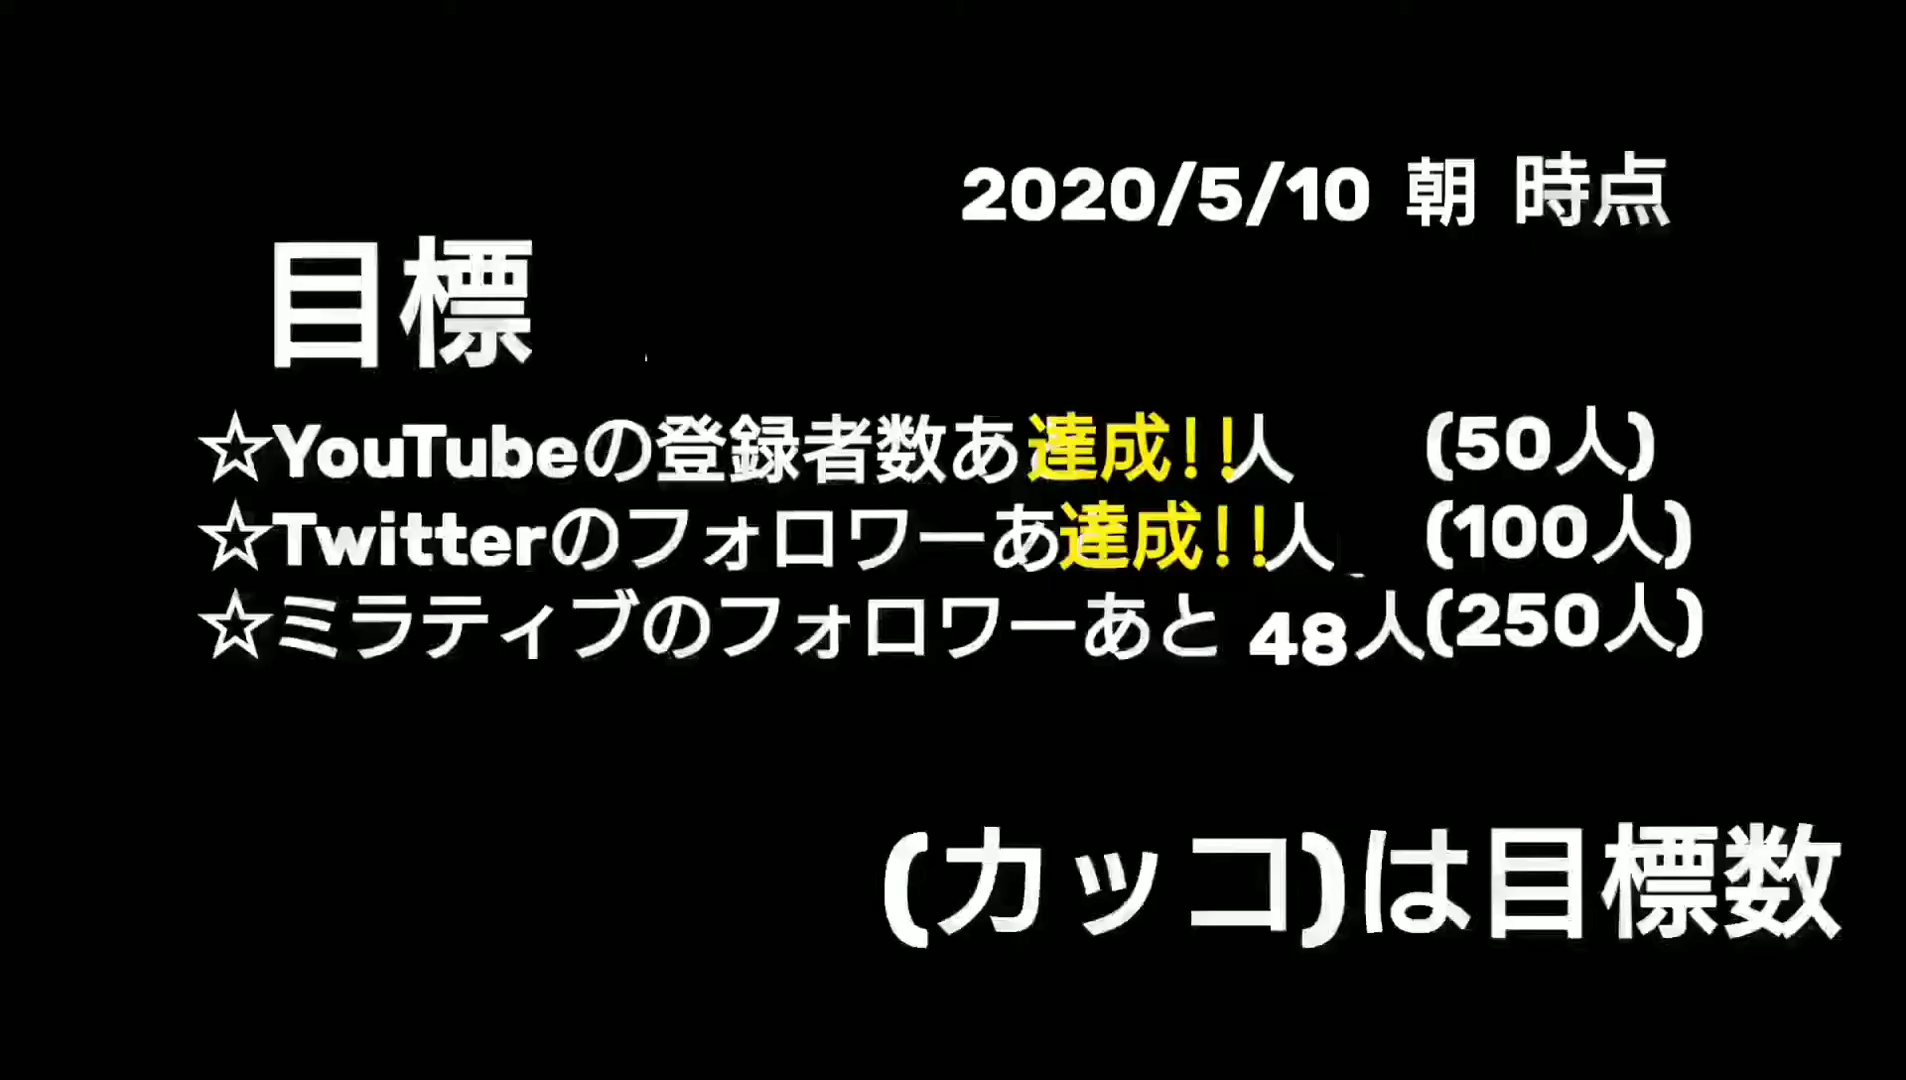 2020/5/10 朝 時点
目標
☆YouTubeの登録者数あ達成!!人 (50人)
☆Twitterのフォロワーあ達成!!人 (100人)
☆ミラティブのフォロワーあと 48人(250人)
(カッコ)は目標数